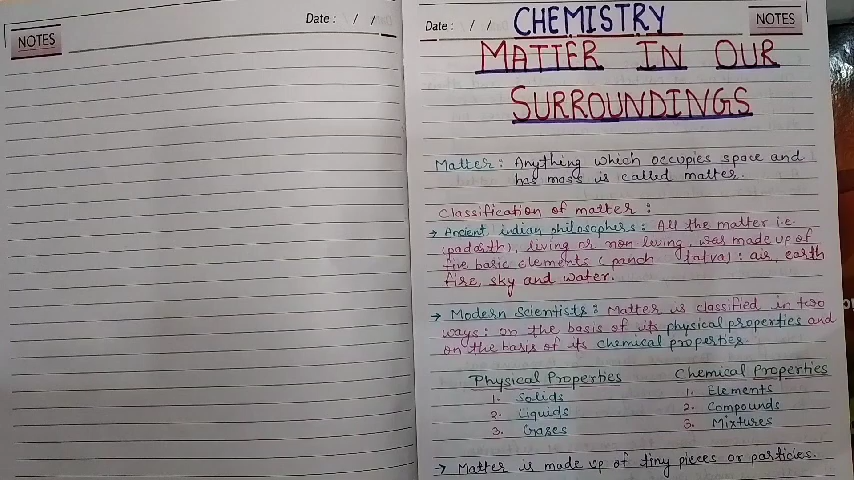 Date : / /
NOTES
Date : / /
CHEMISTRY
NOTES
MATTER IN OUR
SURROUNDINGS
Matter : Anything which occupies space and
has mass is called matter.
Classification of matter :
→ Ancient indian philosophers : All the matter i.e.
(padarth), living or non living, was made up of
five basic elements (panch tatva) : air, earth
fire, sky and water.
→ Modern Scientists : Matter is classified in two
ways : on the basis of its physical properties and
on the basis of its chemical properties.
Physical Properties Chemical Properties
1. Solids 1. Elements
2. Liquids 2. Compounds
3. Gases 3. Mixtures
→ Matter is made up of tiny pieces or particles.